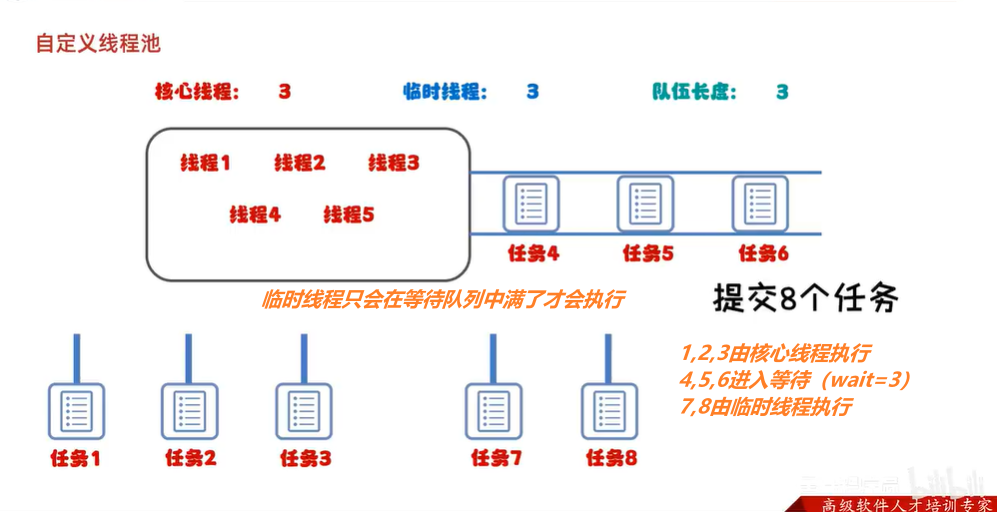 自定义线程池
核心线程： 3 临时线程： 3 队伍长度： 3
线程1 线程2 线程3
线程4 线程5
任务4 任务5 任务6
临时线程只会在等待队列中满了才会执行
提交8个任务
1,2,3由核心线程执行
4,5,6进入等待（wait=3）
7,8由临时线程执行
任务1 任务2 任务3 任务7 任务8
bilibili
高级软件人才培训专家